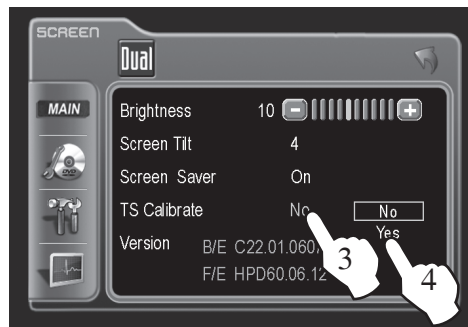 SCREEN
Dual
MAIN
Brightness 10 - +
Screen Tilt 4
DVD
Screen Saver On
TS Calibrate No No
Yes
Version B/E C22.01.060
F/E HPD60.06.12
3
4